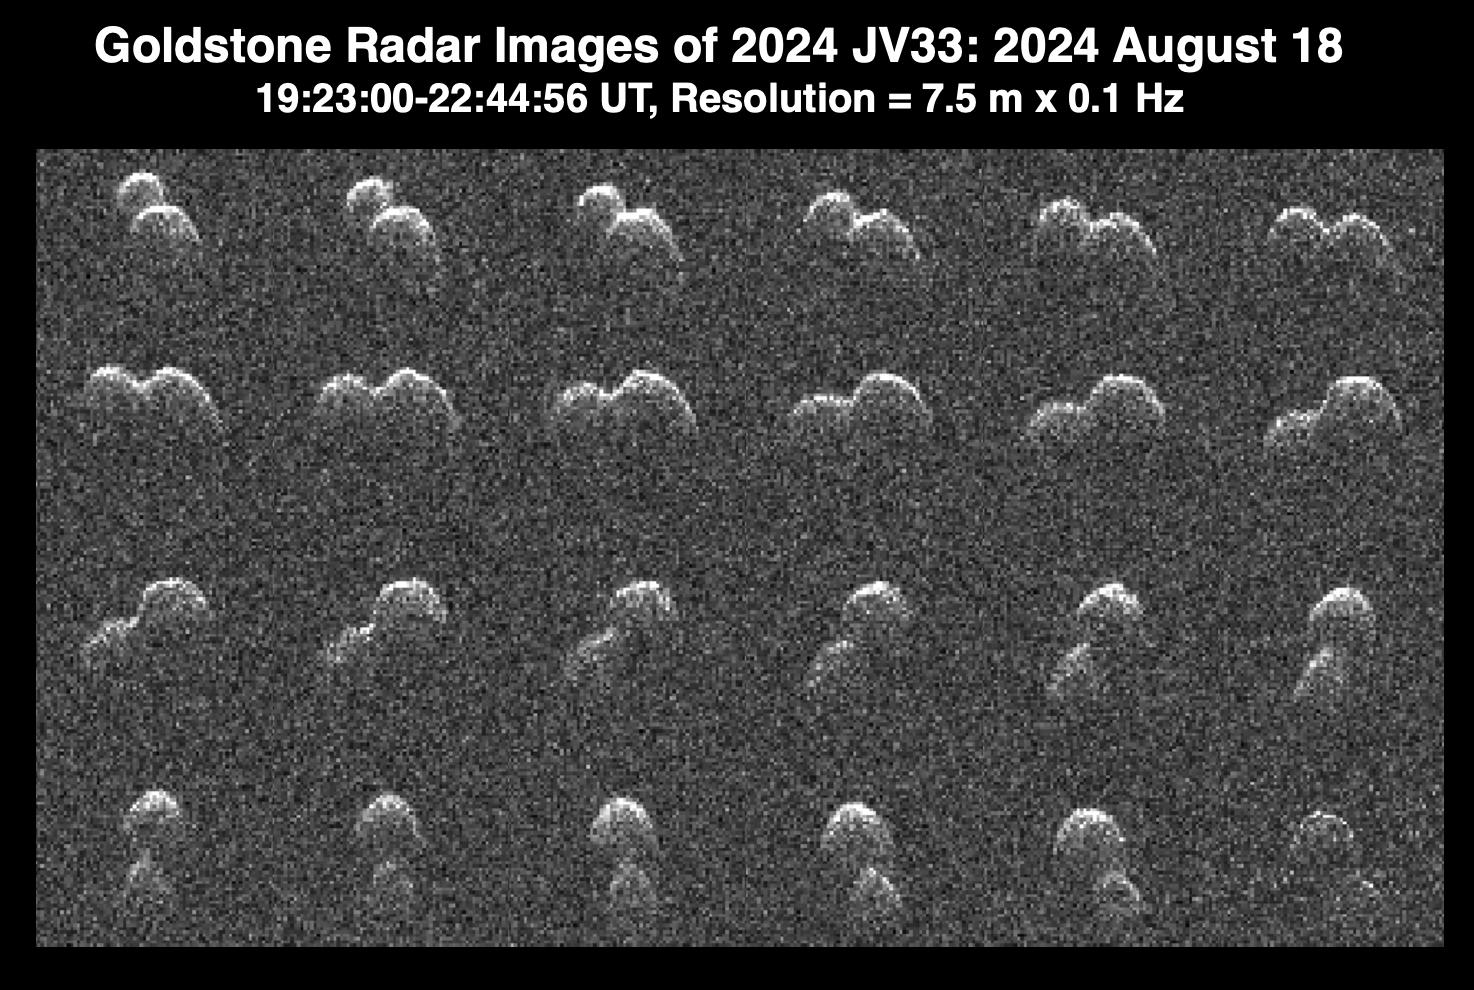 Goldstone Radar Images of 2024 JV33: 2024 August 18
19:23:00-22:44:56 UT, Resolution = 7.5 m x 0.1 Hz